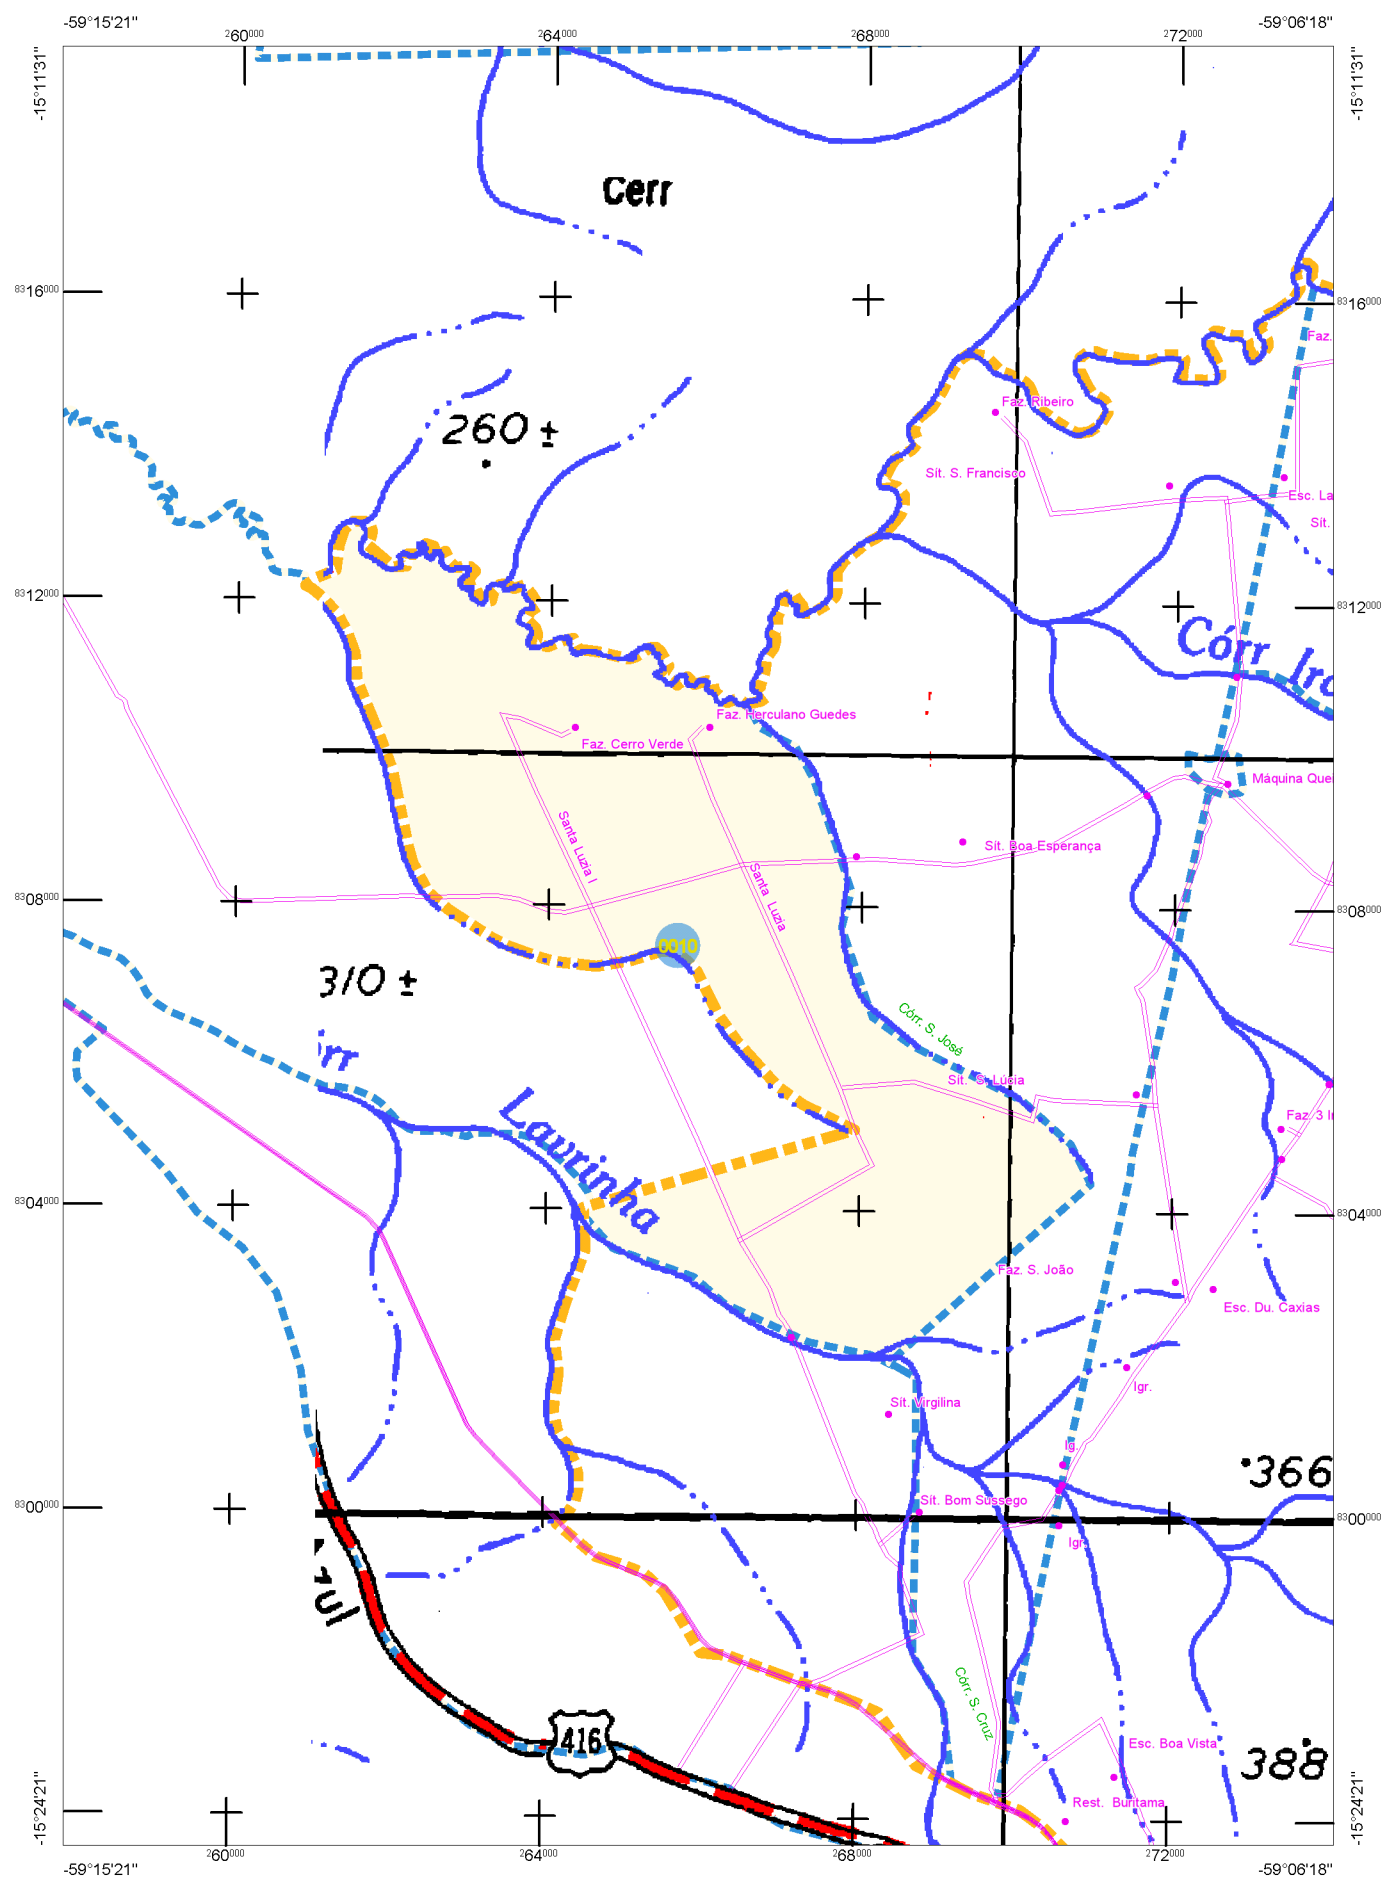 -59°15'21"
-59°06'18"
260000
264000
268000
272000
-15°11'31"
-15°11'31"
Cerr
8316000
8316000
Faz.
Faz. Ribeiro
260 ±
Sít. S. Francisco
Esc. La
Sít.
8312000
8312000
Córr Ira
Faz. Herculano Guedes
Faz. Cerro Verde
Máquina Quei
Santa Luzia I
Sít. Boa Esperança
Santa Luzia
8308000
8308000
0010
310 ±
Córr. S. José
rr
Sít. S. Lúcia
Laurinha
Faz. 3 Ir
8304000
8304000
Faz. S. João
Esc. Du. Caxias
Igr.
Sít. Virgilina
Ig.
366
Sít. Bom Sussego
8300000
8300000
Igr.
Córr. S. Cruz
416
Esc. Boa Vista
388
Rest. Buritama
-15°24'21"
-15°24'21"
260000
264000
268000
272000
-59°15'21"
-59°06'18"